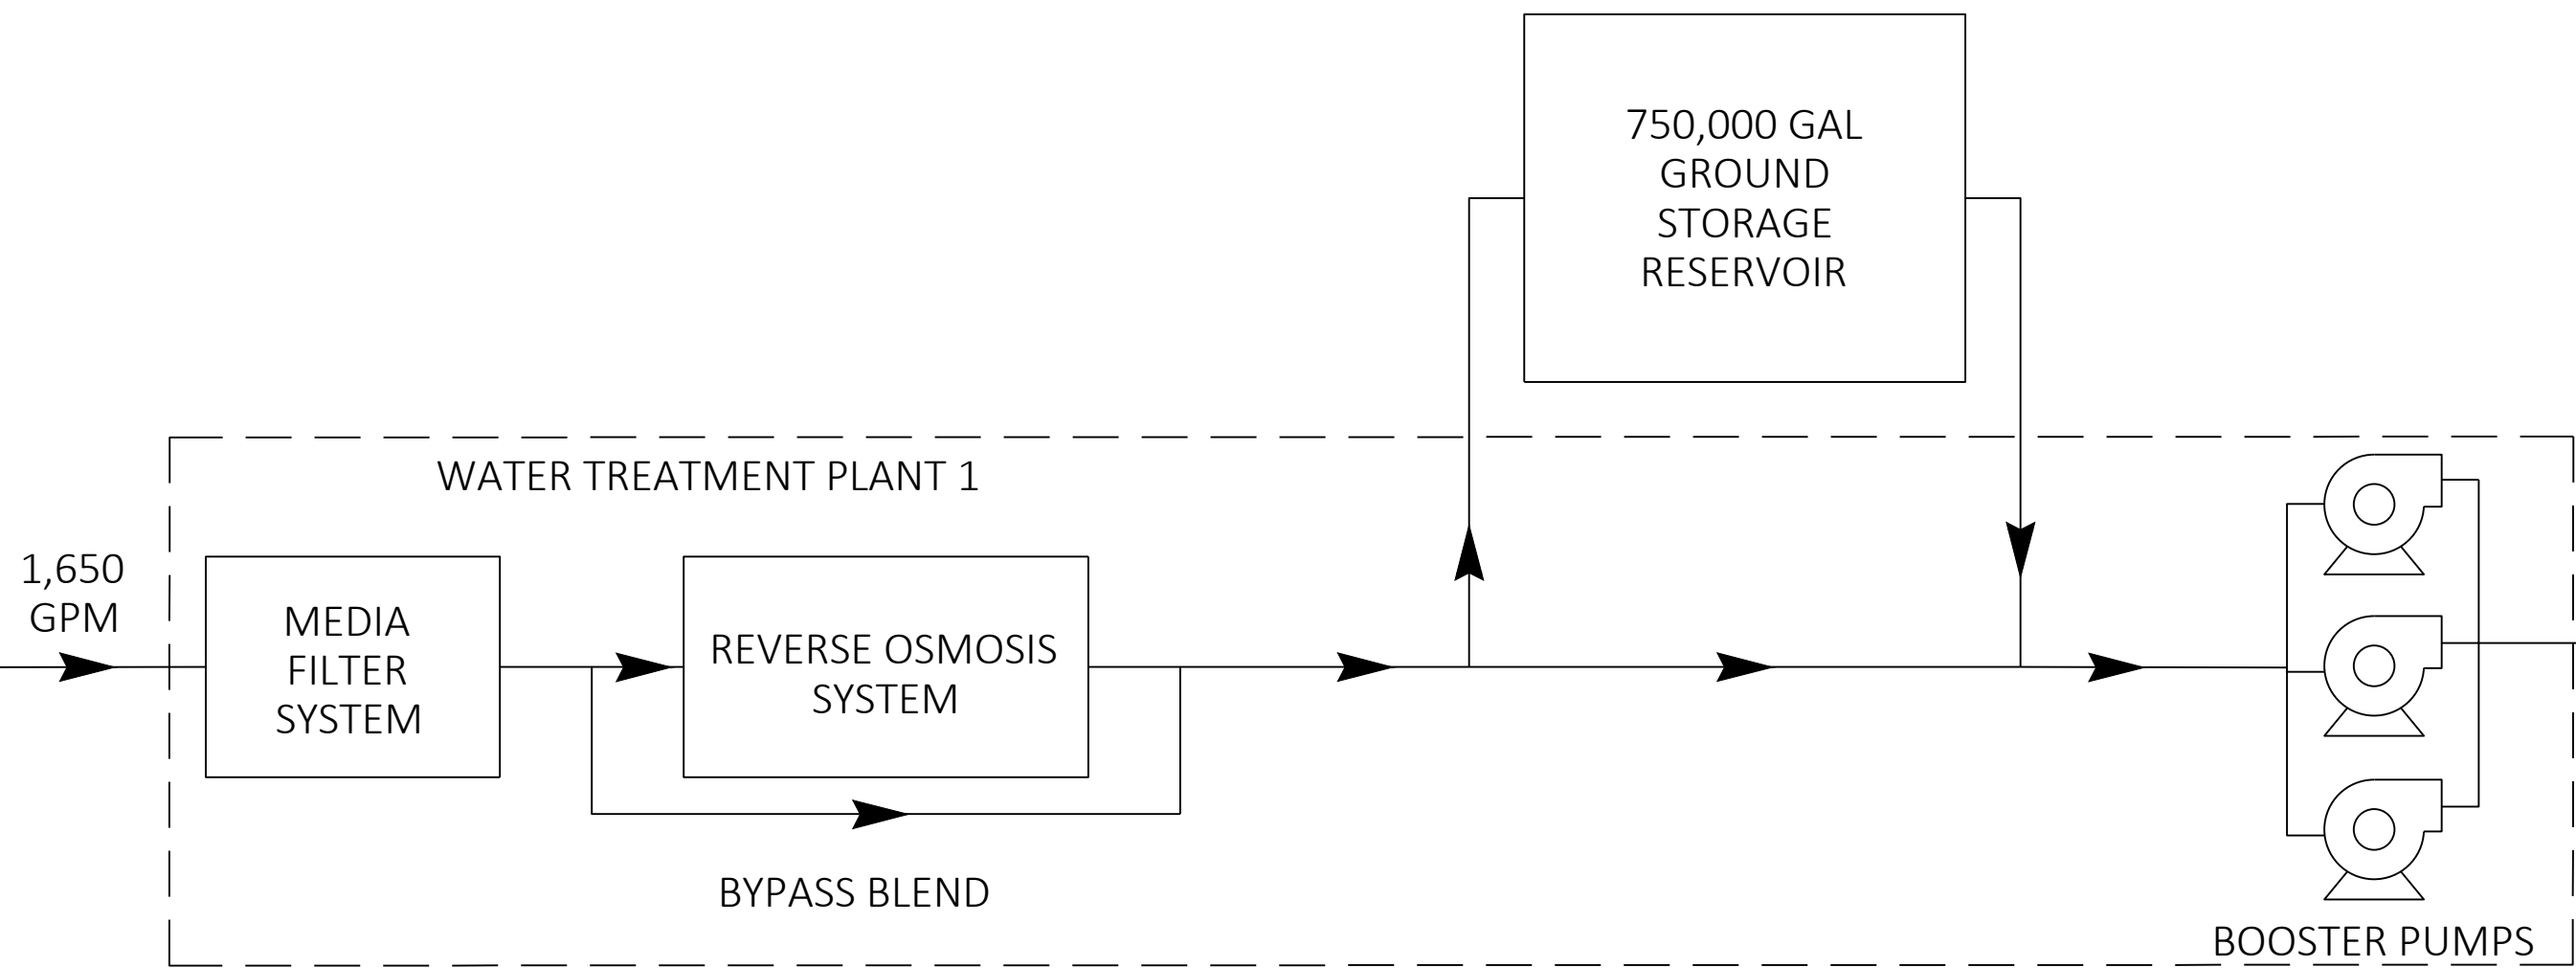 750,000 GAL
GROUND
STORAGE
RESERVOIR
WATER TREATMENT PLANT 1
1,650
GPM
MEDIA
FILTER
SYSTEM
REVERSE OSMOSIS
SYSTEM
BYPASS BLEND
BOOSTER PUMPS